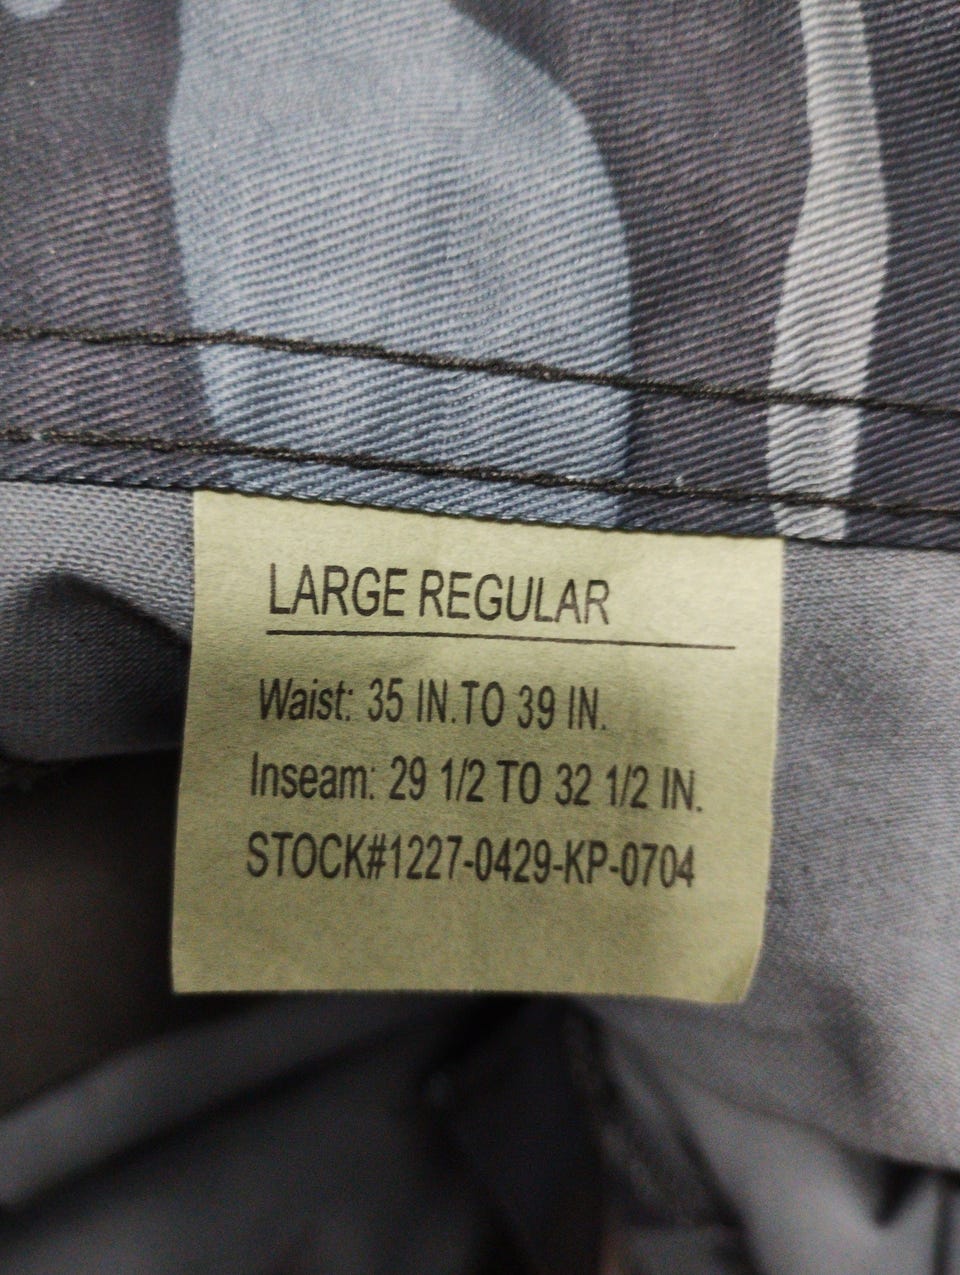 LARGE REGULAR
Waist: 35 IN.TO 39 IN.
Inseam: 29 1/2 TO 32 1/2 IN.
STOCK#1227-0429-KP-0704